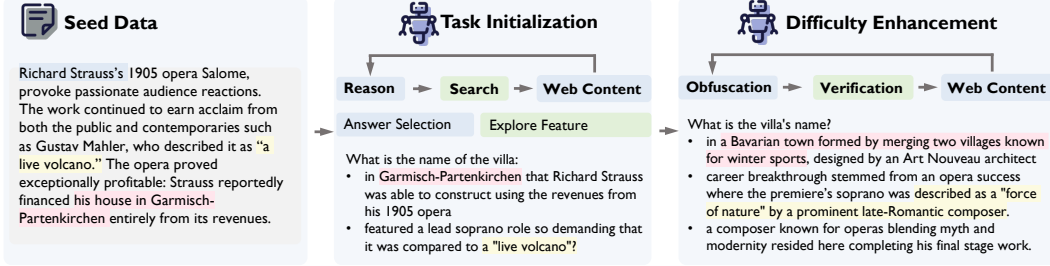 Seed Data
Richard Strauss's 1905 opera Salome,
provoke passionate audience reactions.
The work continued to earn acclaim from
both the public and contemporaries such
as Gustav Mahler, who described it as “a
live volcano.” The opera proved
exceptionally profitable: Strauss reportedly
financed his house in Garmisch-
Partenkirchen entirely from its revenues.
Task Initialization
Reason
Search
Web Content
Answer Selection
Explore Feature
What is the name of the villa:
• in Garmisch-Partenkirchen that Richard Strauss
was able to construct using the revenues from
his 1905 opera
• featured a lead soprano role so demanding that
it was compared to a "live volcano"?
Difficulty Enhancement
Obfuscation
Verification
Web Content
What is the villa's name?
• in a Bavarian town formed by merging two villages known
for winter sports, designed by an Art Nouveau architect
• career breakthrough stemmed from an opera success
where the premiere's soprano was described as a "force
of nature" by a prominent late-Romantic composer.
• a composer known for operas blending myth and
modernity resided here completing his final stage work.